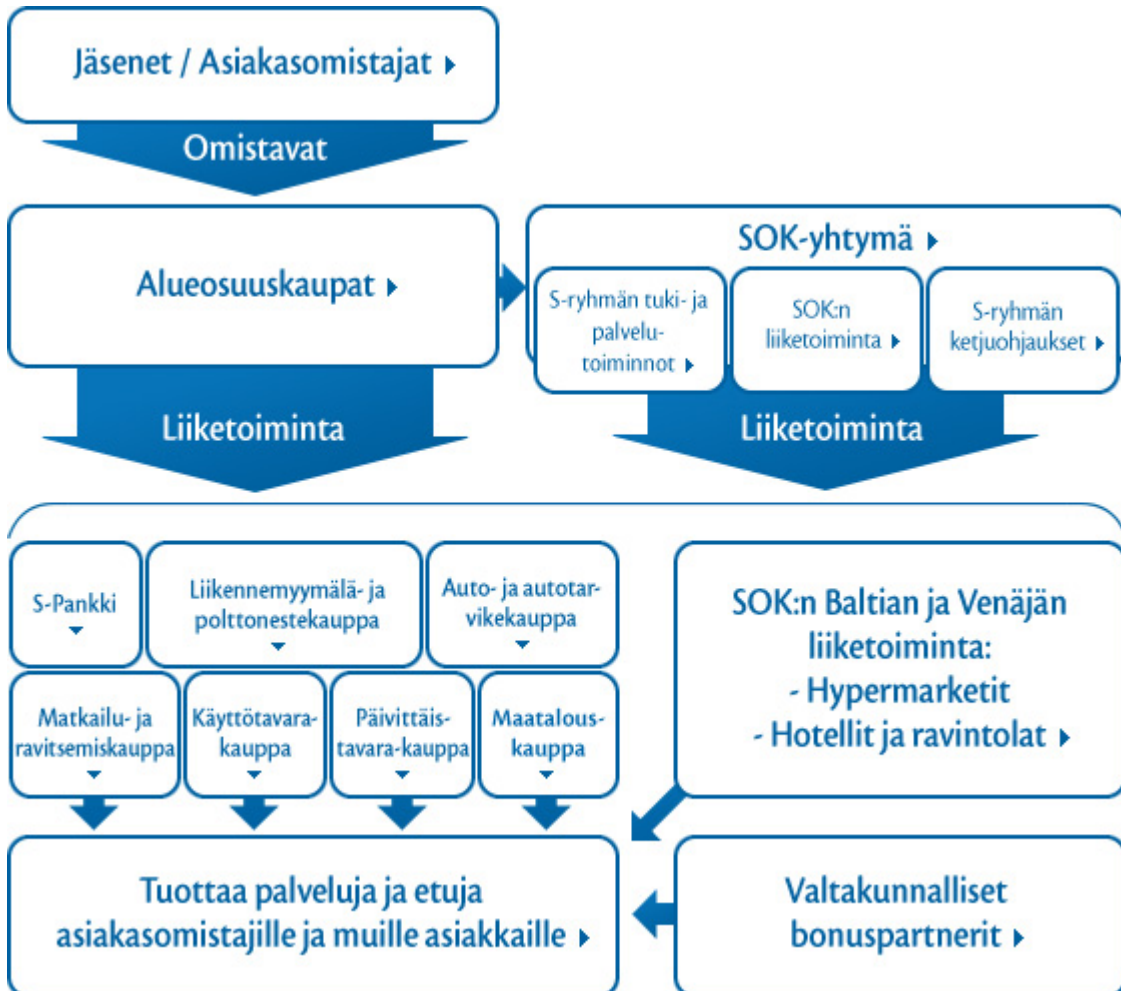 Jäsenet / Asiakasomistajat
Omistavat
Alueosuuskaupat
SOK-yhtymä
S-ryhmän tuki- ja
palvelu-
toiminnot
SOK:n
liiketoiminta
S-ryhmän
ketjuohjaukset
Liiketoiminta
Liiketoiminta
S-Pankki
Liikennemyymälä- ja
polttonestekauppa
Auto- ja autotar-
vikekauppa
Matkailu- ja
ravitsemiskauppa
Käyttötavara-
kauppa
Päivittäis-
tavara-kauppa
Maatalous-
kauppa
SOK:n Baltian ja Venäjän
liiketoiminta:
- Hypermarketit
- Hotellit ja ravintolat
Tuottaa palveluja ja etuja
asiakasomistajille ja muille asiakkaille
Valtakunnalliset
bonuspartnerit